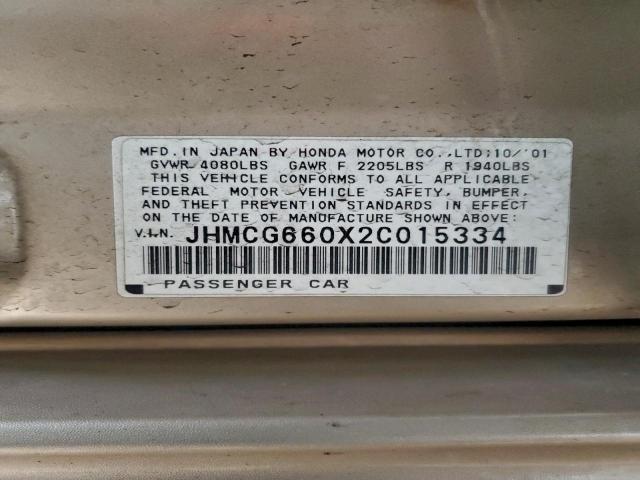 MFD. IN JAPAN BY HONDA MOTOR CO.,LTD:10/'01
GVWR 4080LBS GAWR F 2205LBS R 1940LBS
THIS VEHICLE CONFORMS TO ALL APPLICABLE
FEDERAL MOTOR VEHICLE SAFETY, BUMPER,
AND THEFT PREVENTION STANDARDS IN EFFECT
ON THE DATE OF MANUFACTURE SHOWN ABOVE:
V.I.N. JHMCG660X2C015334
PASSENGER CAR